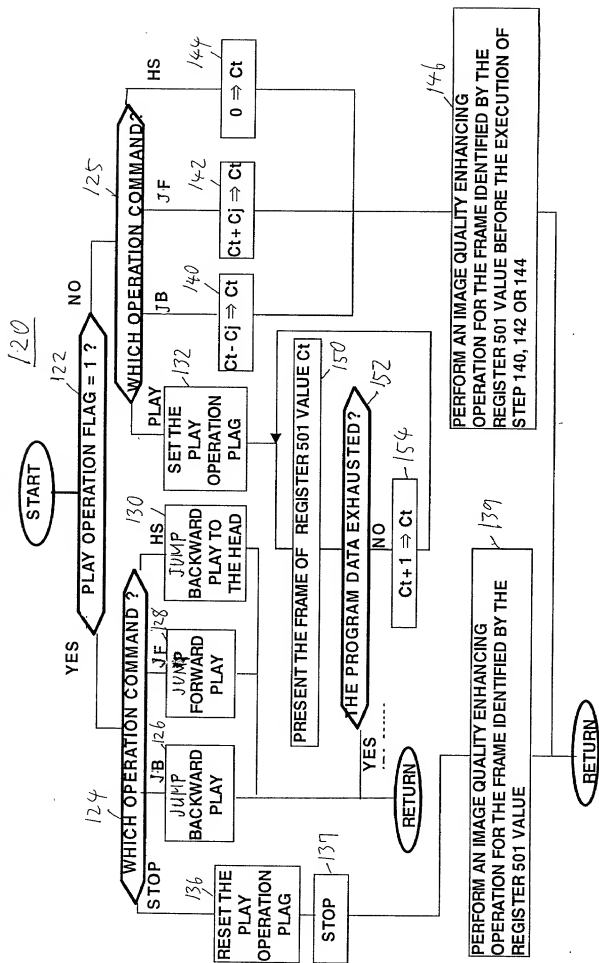 120
START
122
PLAY OPERATION FLAG = 1 ?
YES
NO
124
WHICH OPERATION COMMAND ?
125
WHICH OPERATION COMMAND?
STOP
J.B
JF
HS
PLAY
JB
J.F
HS
136
RESET THE
PLAY
OPERATION
PLAG
126
JUMP
BACKWARD
PLAY
128
JUMP
FORWARD
PLAY
130
JUMP
BACKWARD
PLAY TO
THE HEAD
132
SET THE
PLAY
OPERATION
PLAG
140
Ct - Cj ⇒ Ct
142
Ct + Cj ⇒ Ct
144
0 ⇒ Ct
137
STOP
150
PRESENT THE FRAME OF REGISTER 501 VALUE Ct
152
THE PROGRAM DATA EXHAUSTED?
YES
NO
154
Ct + 1 ⇒ Ct
RETURN
139
PERFORM AN IMAGE QUALITY ENHANCING
OPERATION FOR THE FRAME IDENTIFIED BY THE
REGISTER 501 VALUE
146
PERFORM AN IMAGE QUALITY ENHANCING
OPERATION FOR THE FRAME IDENTIFIED BY THE
REGISTER 501 VALUE BEFORE THE EXECUTION OF
STEP 140, 142 OR 144
RETURN